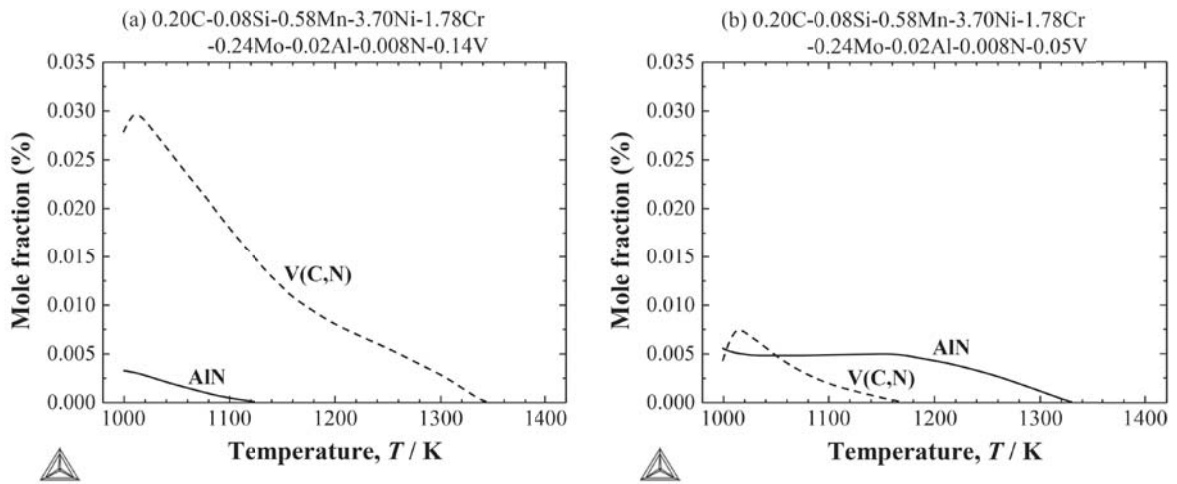 (a) 0.20C-0.08Si-0.58Mn-3.70Ni-1.78Cr
-0.24Mo-0.02Al-0.008N-0.14V
0.035
0.030
0.025
0.020
0.015
0.010
0.005
0.000
Mole fraction (%)
V(C,N)
AlN
1000
1100
1200
1300
1400
Temperature, T / K
(b) 0.20C-0.08Si-0.58Mn-3.70Ni-1.78Cr
-0.24Mo-0.02Al-0.008N-0.05V
0.035
0.030
0.025
0.020
0.015
0.010
0.005
0.000
Mole fraction (%)
AlN
V(C,N)
1000
1100
1200
1300
1400
Temperature, T / K